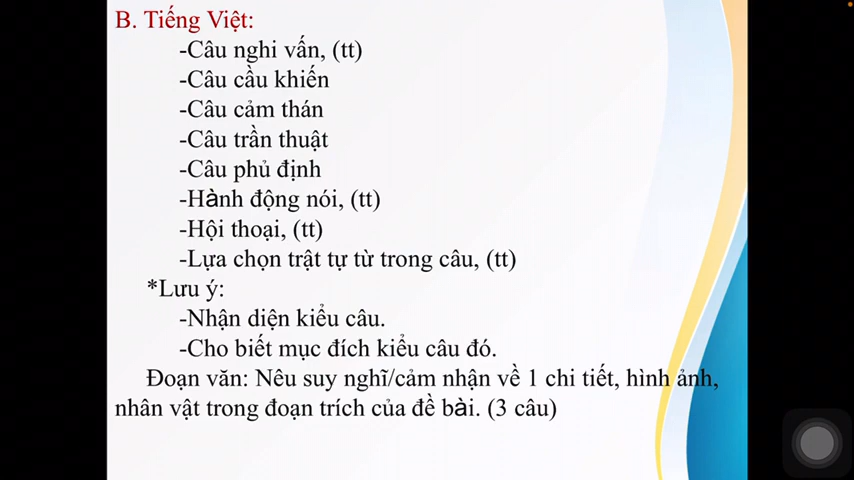 B. Tiếng Việt:
-Câu nghi vấn, (tt)
-Câu cầu khiến
-Câu cảm thán
-Câu trần thuật
-Câu phủ định
-Hành động nói, (tt)
-Hội thoại, (tt)
-Lựa chọn trật tự từ trong câu, (tt)
*Lưu ý:
-Nhận diện kiểu câu.
-Cho biết mục đích kiểu câu đó.
Đoạn văn: Nêu suy nghĩ/cảm nhận về 1 chi tiết, hình ảnh,
nhân vật trong đoạn trích của đề bài. (3 câu)